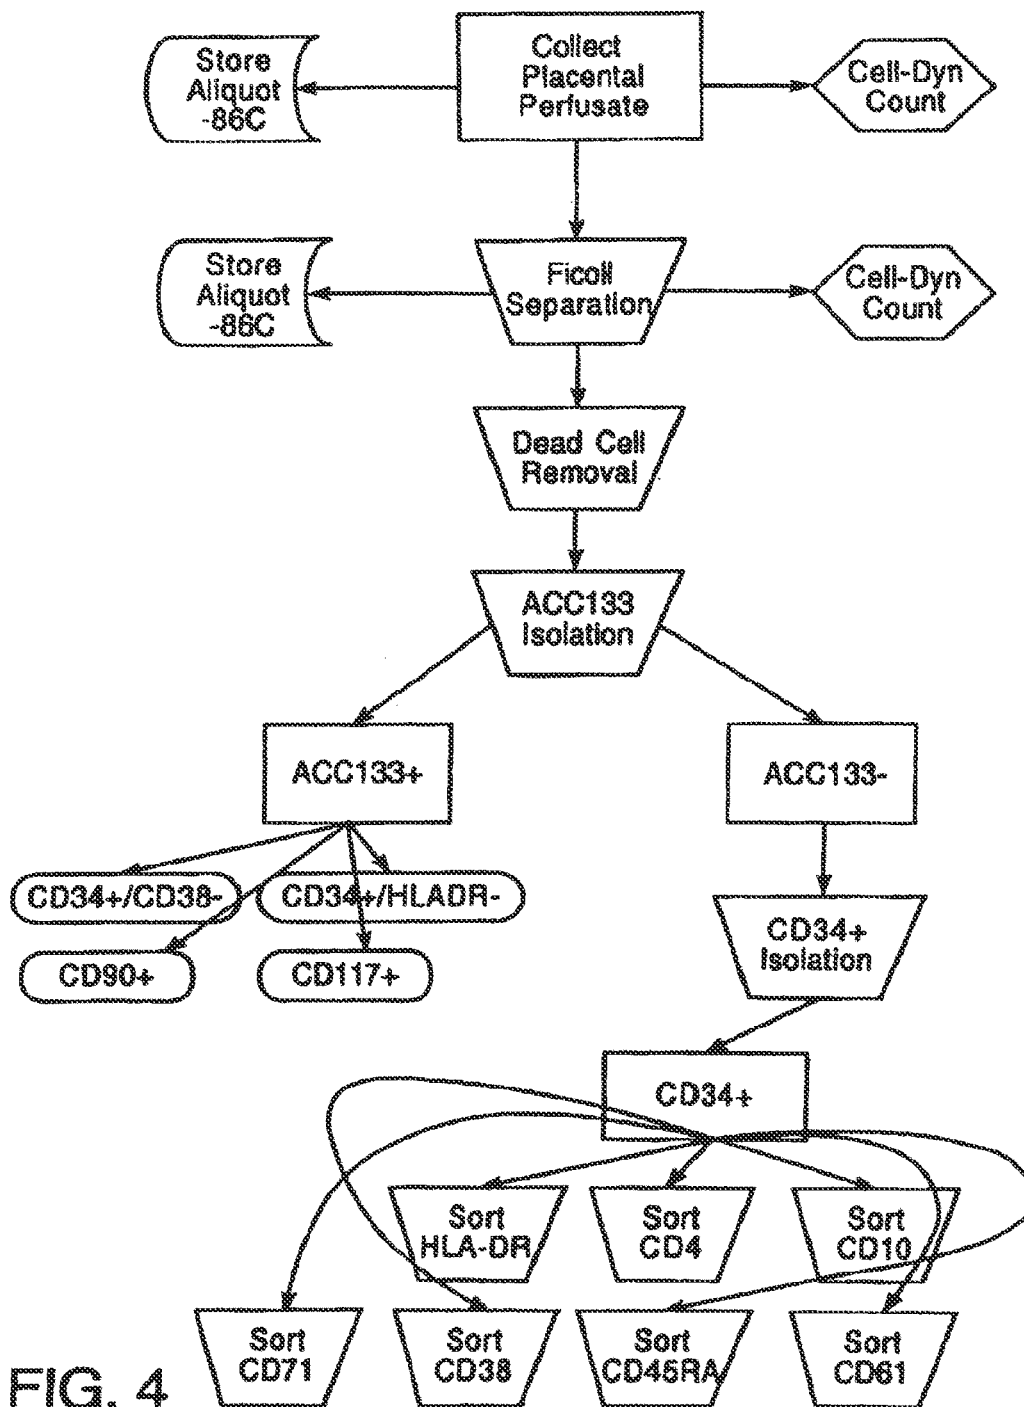 Store
Aliquot
-86C
Collect
Placental
Perfusate
Cell-Dyn
Count
Store
Aliquot
-86C
Ficoll
Separation
Cell-Dyn
Count
Dead Cell
Removal
ACC133
Isolation
ACC133+
ACC133-
CD34+/CD38-
CD34+/HLADR-
CD90+
CD117+
CD34+
Isolation
CD34+
Sort
HLA-DR
Sort
CD4
Sort
CD10
Sort
CD71
Sort
CD38
Sort
CD45RA
Sort
CD61
FIG. 4